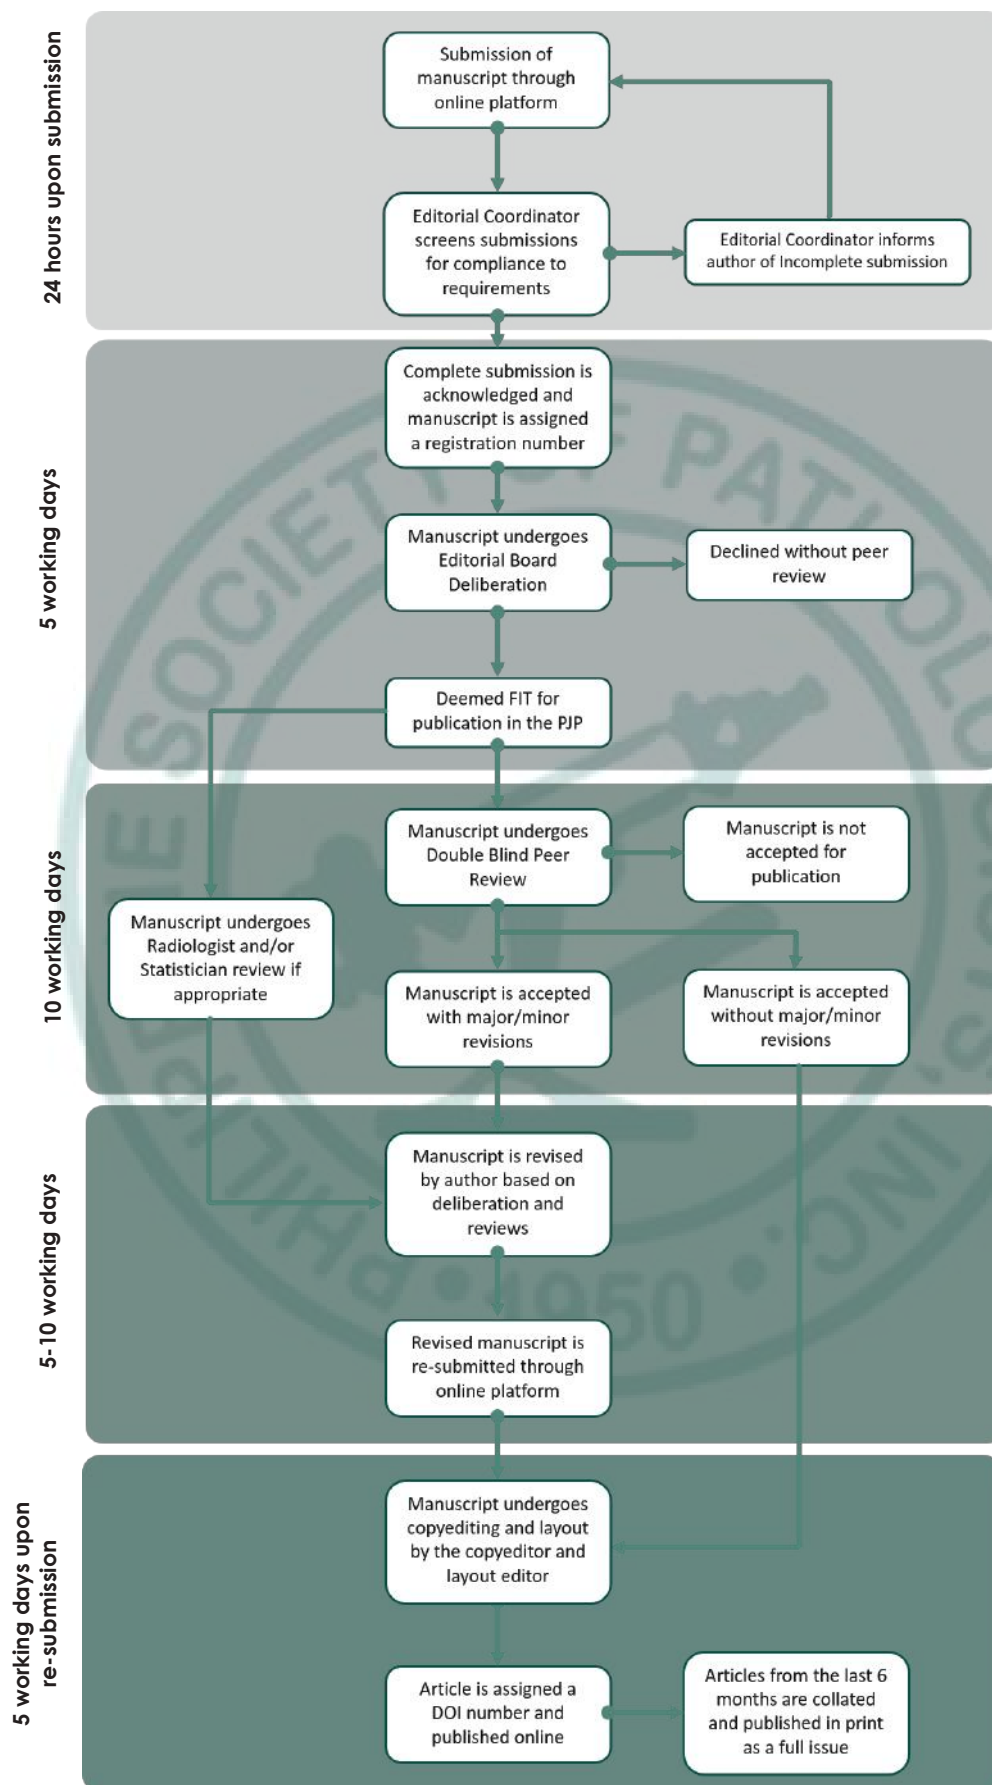 24 hours upon submission
Submission of
manuscript through
online platform
Editorial Coordinator
screens submissions
for compliance to
requirements
Editorial Coordinator informs
author of Incomplete submission
5 working days
Complete submission is
acknowledged and
manuscript is assigned
a registration number
Manuscript undergoes
Editorial Board
Deliberation
Declined without peer
review
Deemed FIT for
publication in the PJP
10 working days
Manuscript undergoes
Double Blind Peer
Review
Manuscript is not
accepted for
publication
Manuscript undergoes
Radiologist and/or
Statistician review if
appropriate
Manuscript is accepted
with major/minor
revisions
Manuscript is accepted
without major/minor
revisions
5-10 working days
Manuscript is revised
by author based on
deliberation and
reviews
Revised manuscript is
re-submitted through
online platform
5 working days upon
re-submission
Manuscript undergoes
copyediting and layout
by the copyeditor and
layout editor
Article is assigned a
DOI number and
published online
Articles from the last 6
months are collated
and published in print
as a full issue
PHILIPPINE SOCIETY OF PATHOLOGISTS, INC.
• 1950 •